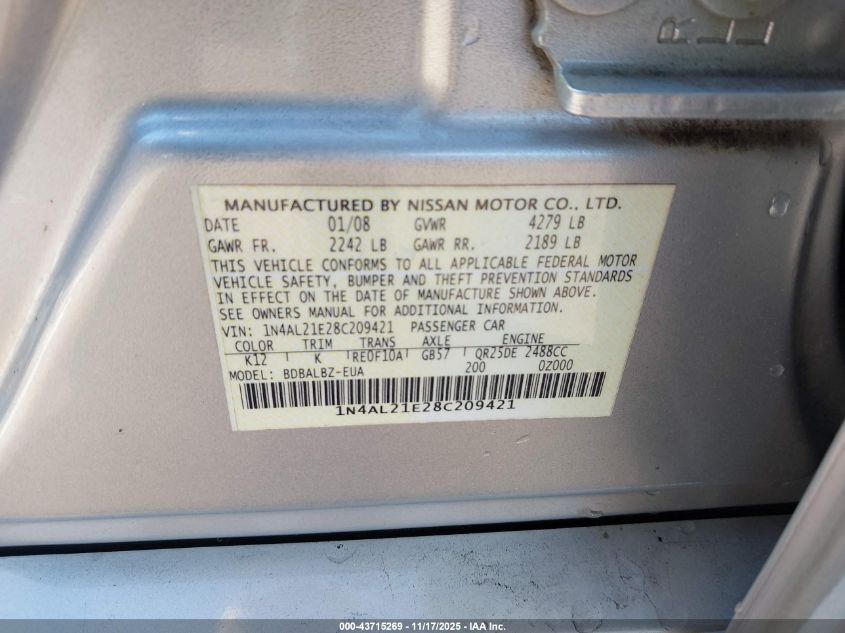 R
MANUFACTURED BY NISSAN MOTOR CO., LTD.
DATE 01/08 GVWR 4279 LB
GAWR FR. 2242 LB GAWR RR. 2189 LB
THIS VEHICLE CONFORMS TO ALL APPLICABLE FEDERAL MOTOR
VEHICLE SAFETY, BUMPER AND THEFT PREVENTION STANDARDS
IN EFFECT ON THE DATE OF MANUFACTURE SHOWN ABOVE.
SEE OWNERS MANUAL FOR ADDITIONAL INFORMATION.
VIN: 1N4AL21E28C209421 PASSENGER CAR
COLOR TRIM TRANS AXLE ENGINE
K12 K RE0F10A GB57 QR25DE 2488CC
MODEL: BDBALBZ-EUA 200 0Z000
1N4AL21E28C209421
000-43715269 - 11/17/2025 - IAA Inc.